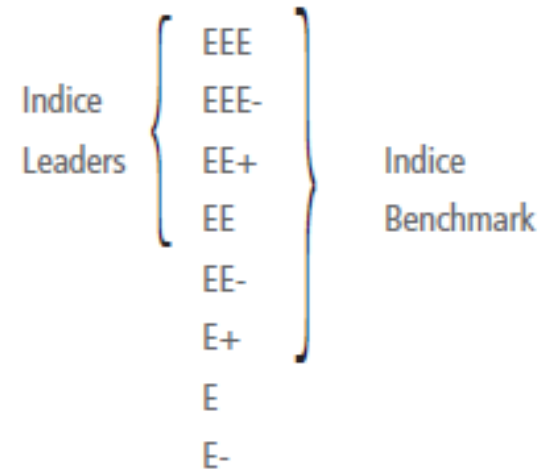 Indice
Leaders
EEE
EEE-
EE+
EE
EE-
E+
E
E-
Indice
Benchmark